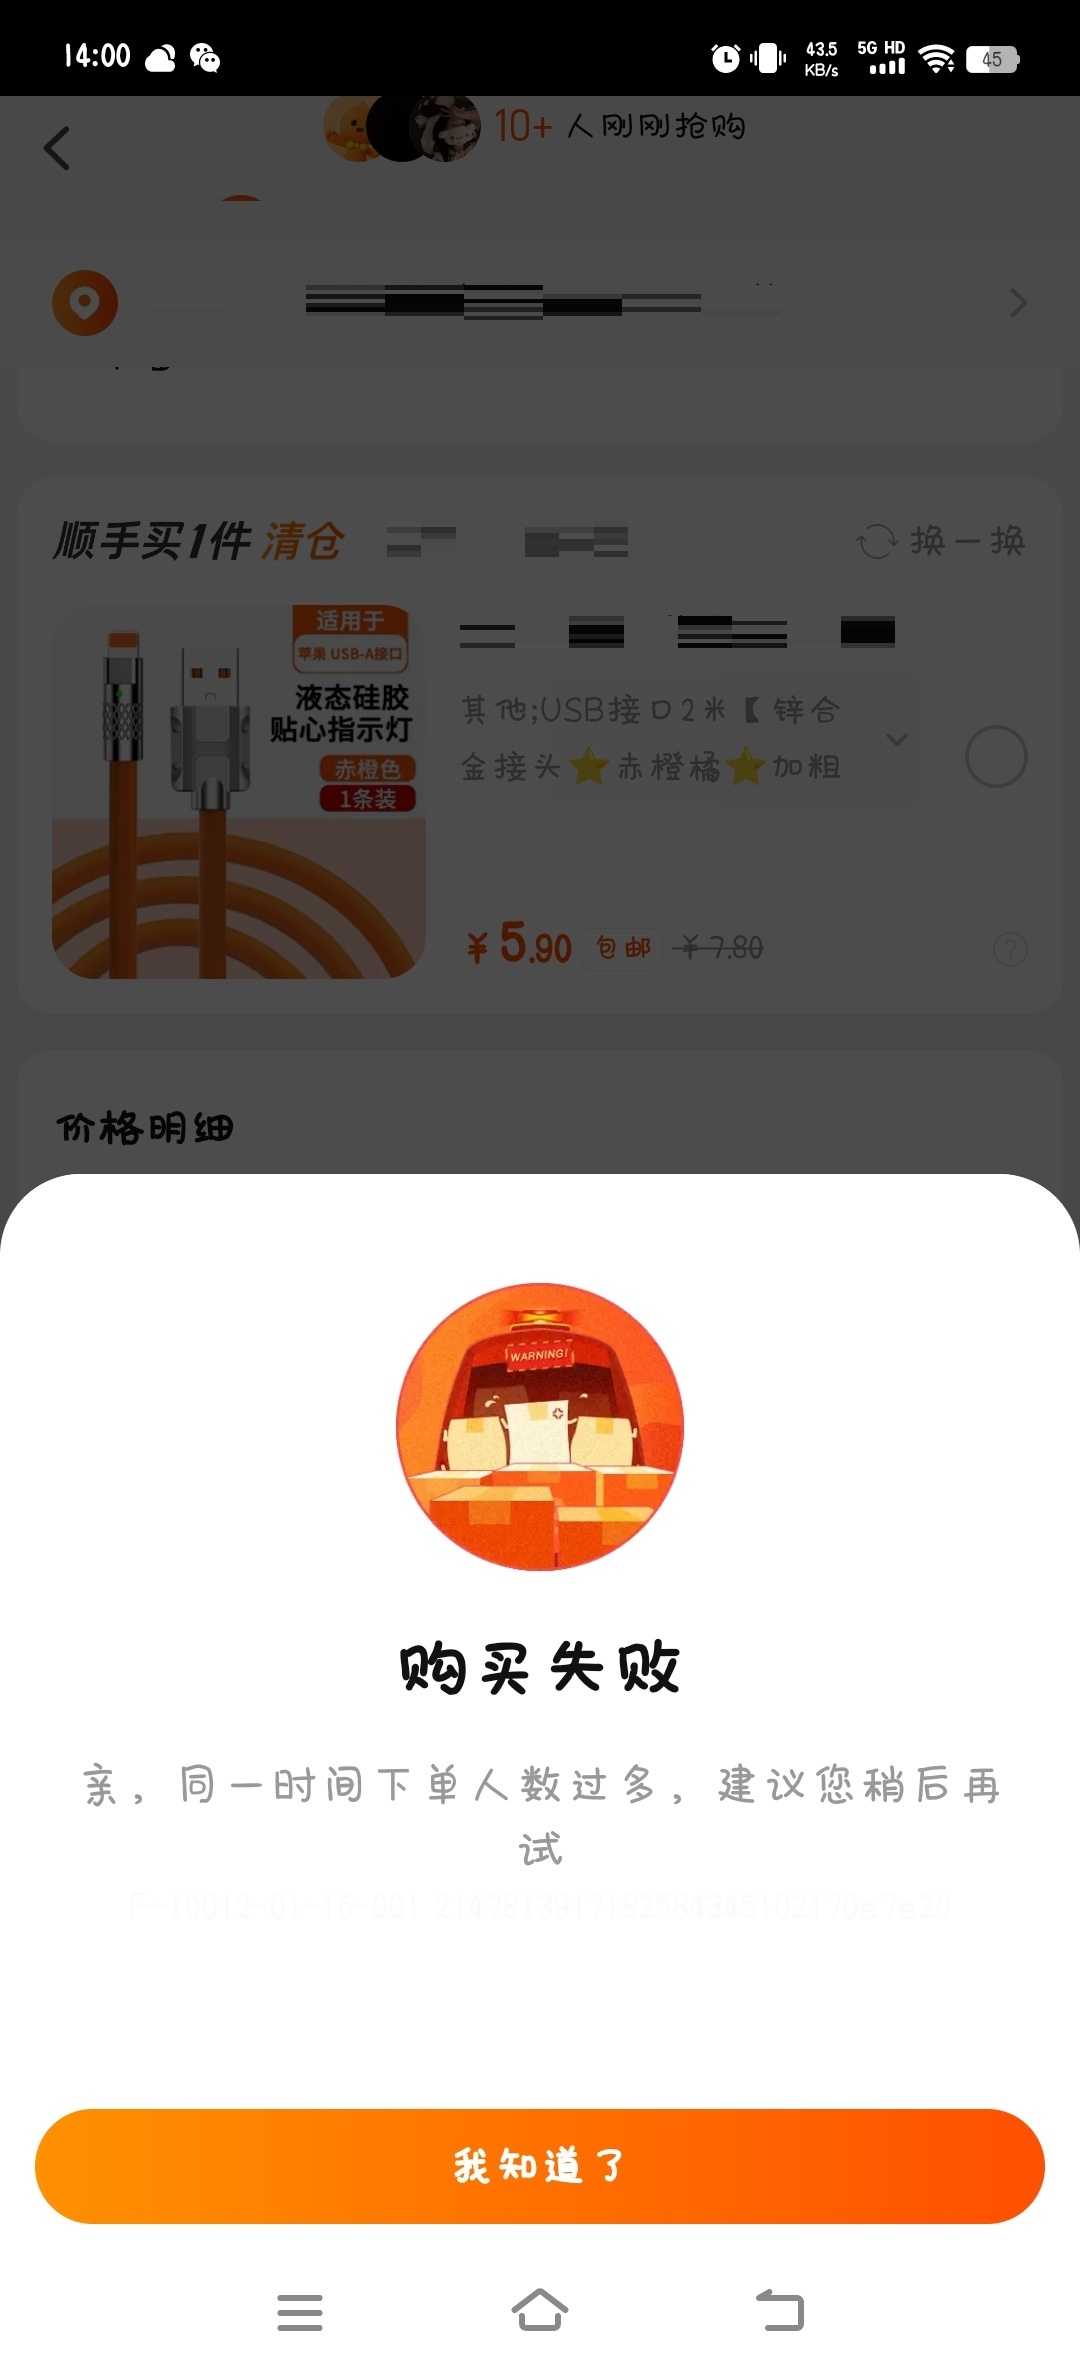 14:00
43.5
KB/s
5G HD
45
10+ 人刚刚抢购
顺手买1件 清仓
换一换
适用于
苹果 USB-A接口
液态硅胶
贴心指示灯
赤橙色
1条装
其他;USB接口2米【锌合
金接头⭐赤橙橘⭐加粗
¥5.90 包邮 ¥7.80
价格明细
WARNING!
购买失败
亲，同一时间下单人数过多，建议您稍后再
试
我知道了